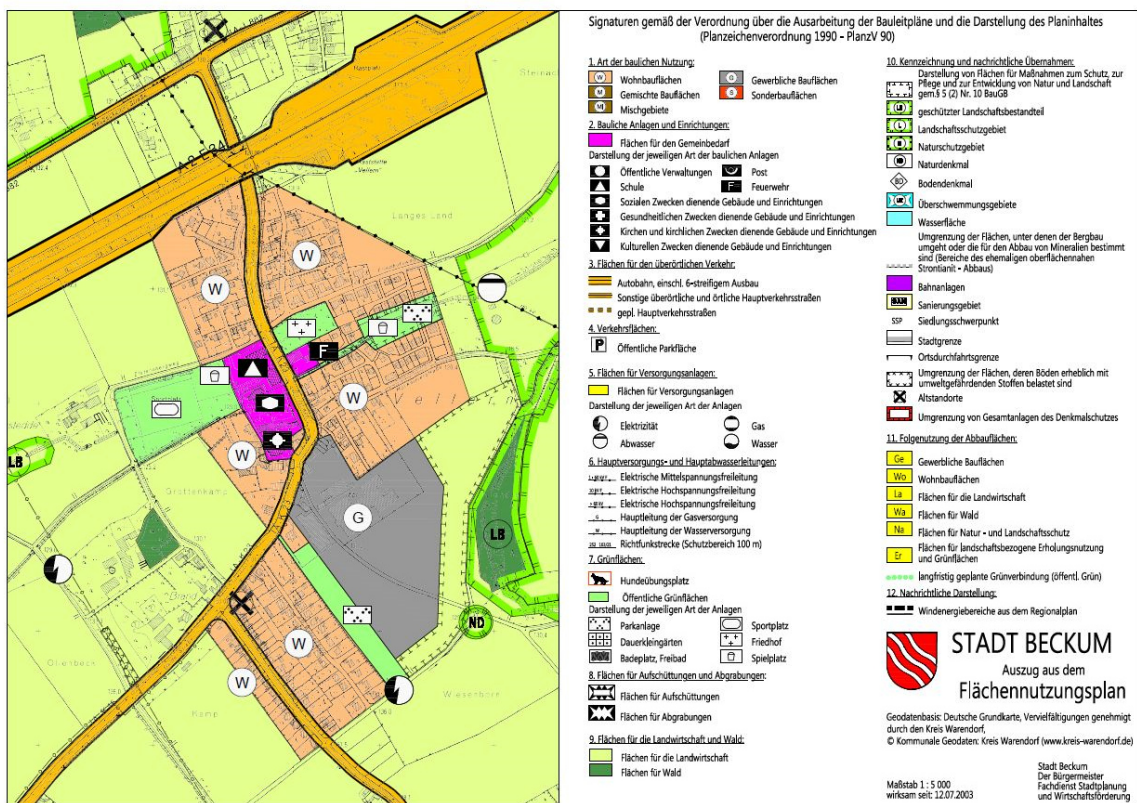 Signaturen gemäß der Verordnung über die Ausarbeitung der Bauleitpläne und die Darstellung des Planinhaltes
(Planzeichenverordnung 1990 - PlanzV 90)
1. Art der baulichen Nutzung:
W Wohnbauflächen
G Gewerbliche Bauflächen
M Gemischte Bauflächen
S Sonderbauflächen
MI Mischgebiete
2. Bauliche Anlagen und Einrichtungen:
Flächen für den Gemeinbedarf
Darstellung der jeweiligen Art der baulichen Anlagen
Öffentliche Verwaltungen
Post
Schule
F Feuerwehr
Sozialen Zwecken dienende Gebäude und Einrichtungen
Gesundheitlichen Zwecken dienende Gebäude und Einrichtungen
Kirchen und kirchlichen Zwecken dienende Gebäude und Einrichtungen
Kulturellen Zwecken dienende Gebäude und Einrichtungen
3. Flächen für den überörtlichen Verkehr:
Autobahn, einschl. 6-streifigem Ausbau
Sonstige überörtliche und örtliche Hauptverkehrsstraßen
gepl. Hauptverkehrsstraßen
4. Verkehrsflächen:
P Öffentliche Parkfläche
5. Flächen für Versorgungsanlagen:
Flächen für Versorgungsanlagen
Darstellung der jeweiligen Art der Anlagen
Elektrizität
Gas
Abwasser
Wasser
6. Hauptversorgungs- und Hauptabwasserleitungen:
Elektrische Mittelspannungsfreileitung
Elektrische Hochspannungsfreileitung
Elektrische Hochspannungsfreileitung
Hauptleitung der Gasversorgung
Hauptleitung der Wasserversorgung
Richtfunkstrecke (Schutzbereich 100 m)
7. Grünflächen:
Hundeübungsplatz
Öffentliche Grünflächen
Darstellung der jeweiligen Art der Anlagen
Parkanlage
Sportplatz
Dauerkleingärten
Friedhof
Badeplatz, Freibad
Spielplatz
8. Flächen für Aufschüttungen und Abgrabungen:
Flächen für Aufschüttungen
Flächen für Abgrabungen
9. Flächen für die Landwirtschaft und Wald:
Flächen für die Landwirtschaft
Flächen für Wald
10. Kennzeichnung und nachrichtliche Übernahmen:
Darstellung von Flächen für Maßnahmen zum Schutz, zur
Pflege und zur Entwicklung von Natur und Landschaft
gem.§ 5 (2) Nr. 10 BauGB
LB geschützter Landschaftsbestandteil
L Landschaftsschutzgebiet
N Naturschutzgebiet
Naturdenkmal
BD Bodendenkmal
Überschwemmungsgebiete
Wasserfläche
Umgrenzung der Flächen, unter denen der Bergbau
umgeht oder die für den Abbau von Mineralien bestimmt
sind (Bereiche des ehemaligen oberflächennahen
Strontianit - Abbaus)
Bahnanlagen
SAN Sanierungsgebiet
SSP Siedlungsschwerpunkt
Stadtgrenze
Ortsdurchfahrtsgrenze
Umgrenzung der Flächen, deren Böden erheblich mit
umweltgefährdenden Stoffen belastet sind
Altstandorte
Umgrenzung von Gesamtanlagen des Denkmalschutzes
11. Folgenutzung der Abbauflächen:
Ge Gewerbliche Bauflächen
Wo Wohnbauflächen
La Flächen für die Landwirtschaft
Wa Flächen für Wald
Na Flächen für Natur - und Landschaftsschutz
Er Flächen für landschaftsbezogene Erholungsnutzung
und Grünflächen
langfristig geplante Grünverbindung (öffentl. Grün)
12. Nachrichtliche Darstellung:
Windenergiebereiche aus dem Regionalplan
STADT BECKUM
Auszug aus dem
Flächennutzungsplan
Geodatenbasis: Deutsche Grundkarte, Vervielfältigungen genehmigt
durch den Kreis Warendorf,
© Kommunale Geodaten: Kreis Warendorf (www.kreis-warendorf.de)
Maßstab 1 : 5 000
wirksam seit: 12.07.2003
Stadt Beckum
Der Bürgermeister
Fachdienst Stadtplanung
und Wirtschaftsförderung
Langes Land
W
W
F
W
W
Grottenkamp
G
LB
LB
ND
W
W
Wiesenhorn
Kamp